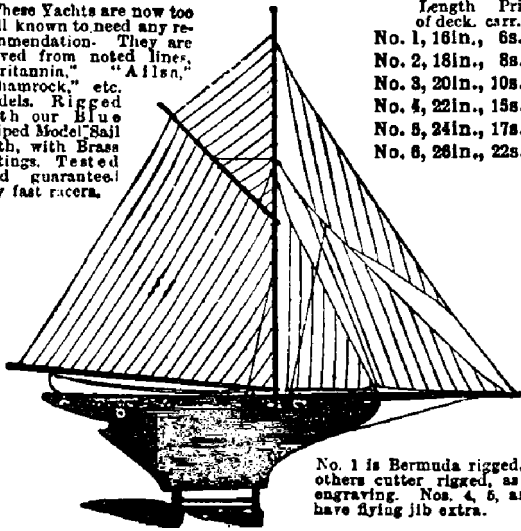 These Yachts are now too
ll known to need any re-
mmendation. They are
ved from noted lines,
ritannia," "Ailsa,"
hamrock," etc.
dels. Rigged
th our Blue
iped Model Sail
th, with Brass
tings. Tested
d guaranteed
y fast racers.
Length Pri
of deck. carr.
No. 1, 16in., 6s.
No. 2, 18in., 8s.
No. 3, 20in., 10s.
No. 4, 22in., 15s.
No. 5, 24in., 17s.
No. 6, 26in., 22s.
No. 1 is Bermuda rigged,
others cutter rigged, as
engraving. Nos. 4, 5, a
have flying jib extra.